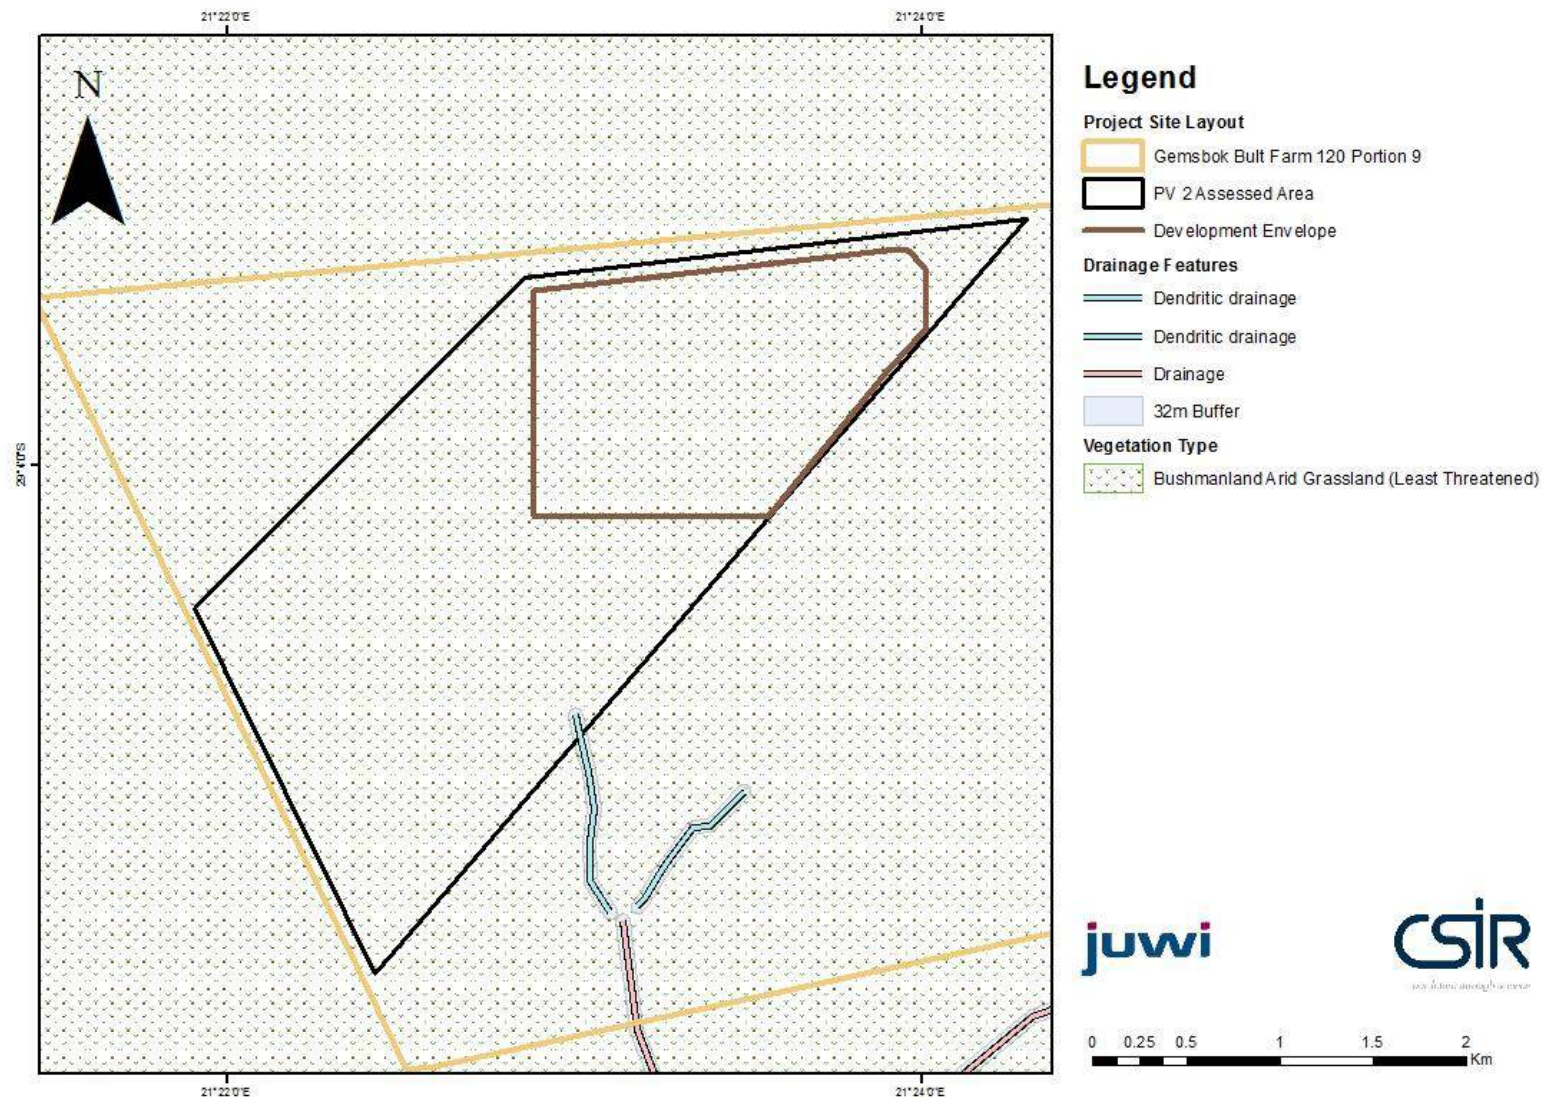 21°22'0"E
21°24'0"E
N
29°4'0"S
21°22'0"E
21°24'0"E
Legend
Project Site Layout
Gemsbok Bult Farm 120 Portion 9
PV 2 Assessed Area
Development Envelope
Drainage Features
Dendritic drainage
Dendritic drainage
Drainage
32m Buffer
Vegetation Type
Bushmanland Arid Grassland (Least Threatened)
juwi
CSIR
0 0.25 0.5 1 1.5 2
Km